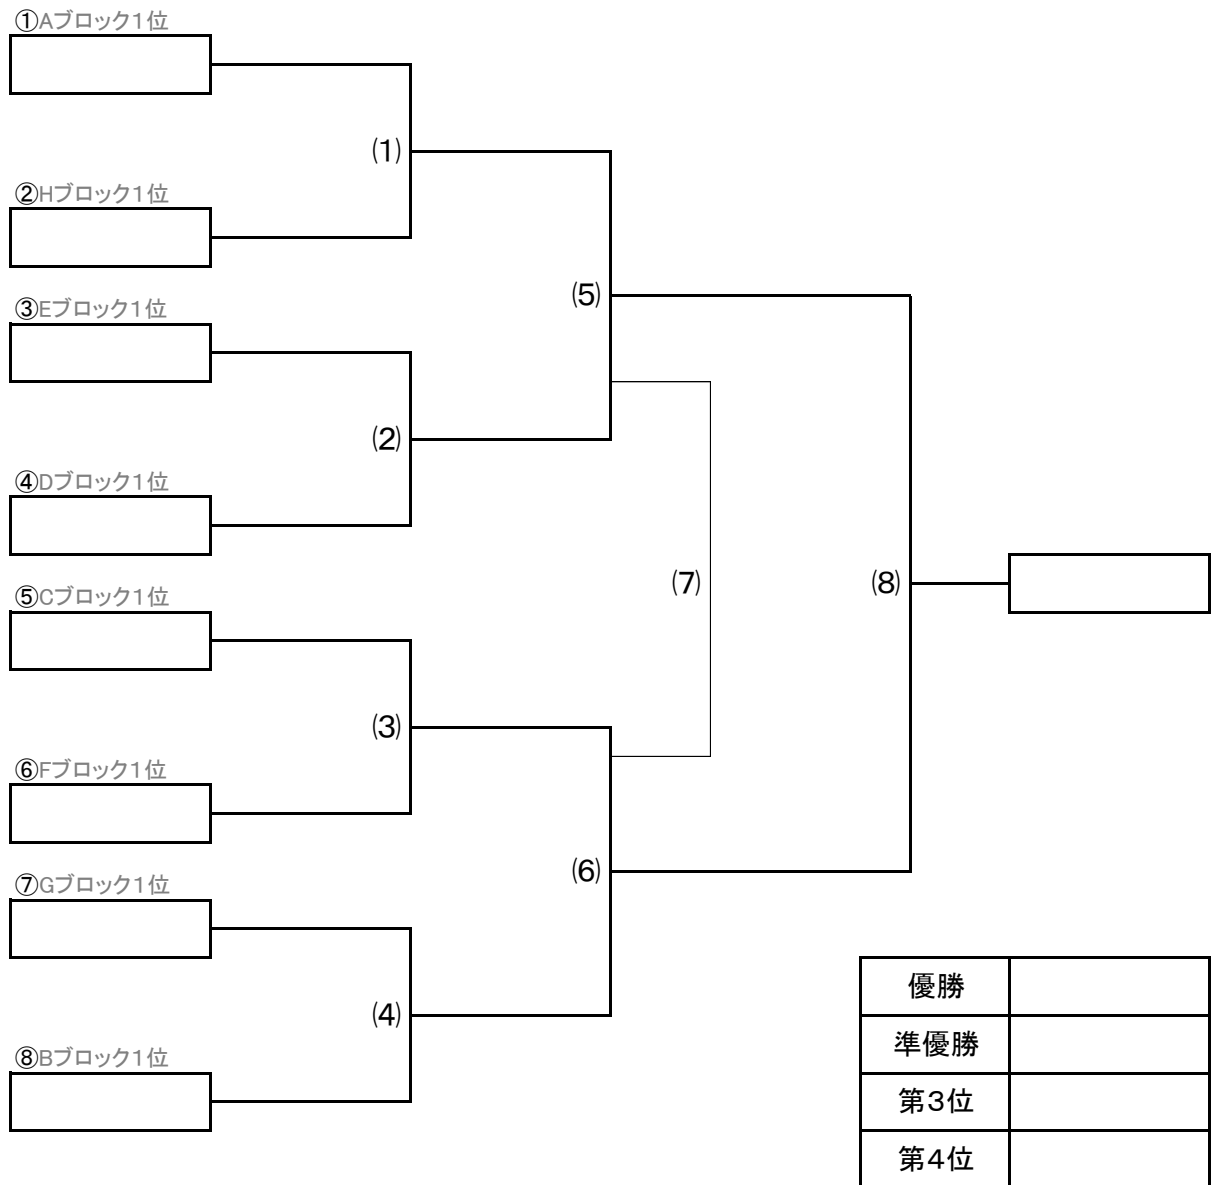 ①Aブロック１位
(1)
②Hブロック１位
(5)
③Eブロック１位
(2)
④Dブロック１位
(7)
(8)
⑤Cブロック１位
(3)
⑥Fブロック１位
(6)
⑦Gブロック１位
(4)
⑧Bブロック１位
優勝
準優勝
第３位
第４位